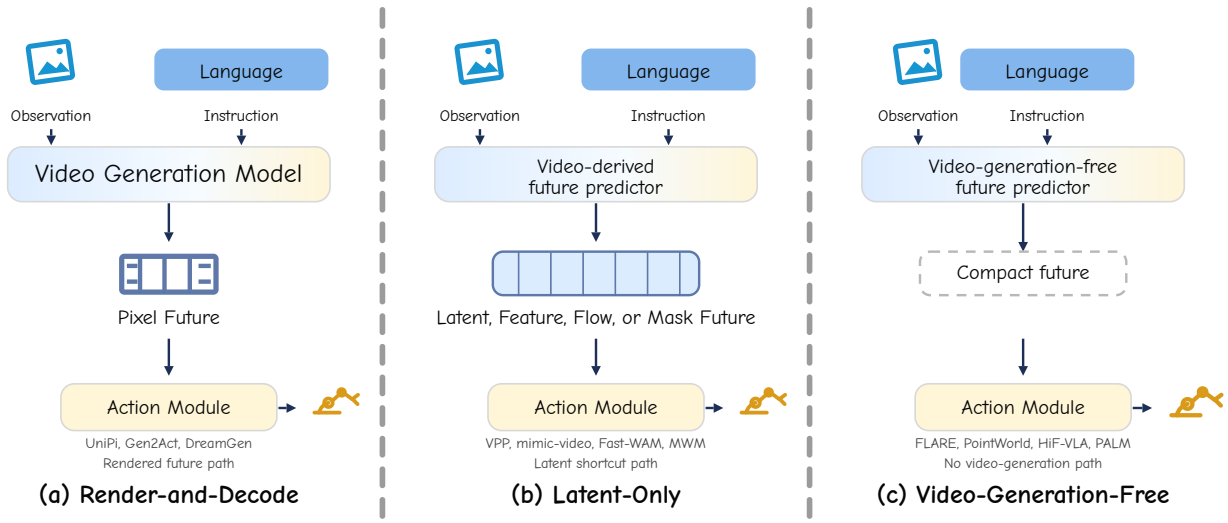 Language
Observation
Instruction
Video Generation Model
Pixel Future
Action Module
UniPi, Gen2Act, DreamGen
Rendered future path
(a) Render-and-Decode
Language
Observation
Instruction
Video-derived
future predictor
Latent, Feature, Flow, or Mask Future
Action Module
VPP, mimic-video, Fast-WAM, MWM
Latent shortcut path
(b) Latent-Only
Language
Observation
Instruction
Video-generation-free
future predictor
Compact future
Action Module
FLARE, PointWorld, HiF-VLA, PALM
No video-generation path
(c) Video-Generation-Free